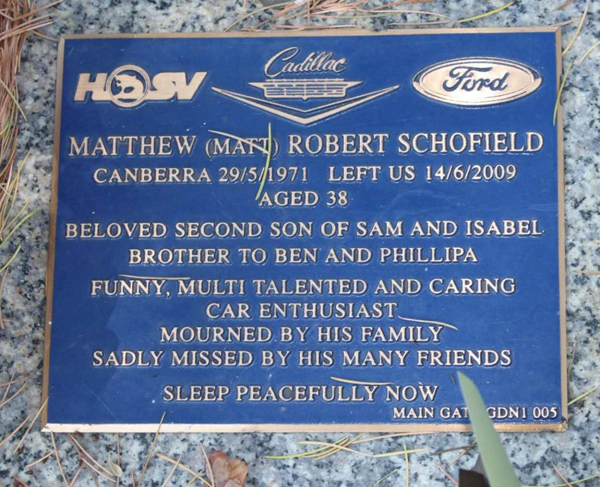 HSV
Cadillac
Ford
MATTHEW (MATT) ROBERT SCHOFIELD
CANBERRA 29/5/1971 LEFT US 14/6/2009
AGED 38
BELOVED SECOND SON OF SAM AND ISABEL
BROTHER TO BEN AND PHILLIPA
FUNNY, MULTI TALENTED AND CARING
CAR ENTHUSIAST
MOURNED BY HIS FAMILY
SADLY MISSED BY HIS MANY FRIENDS
SLEEP PEACEFULLY NOW
MAIN GATE GDN1 005